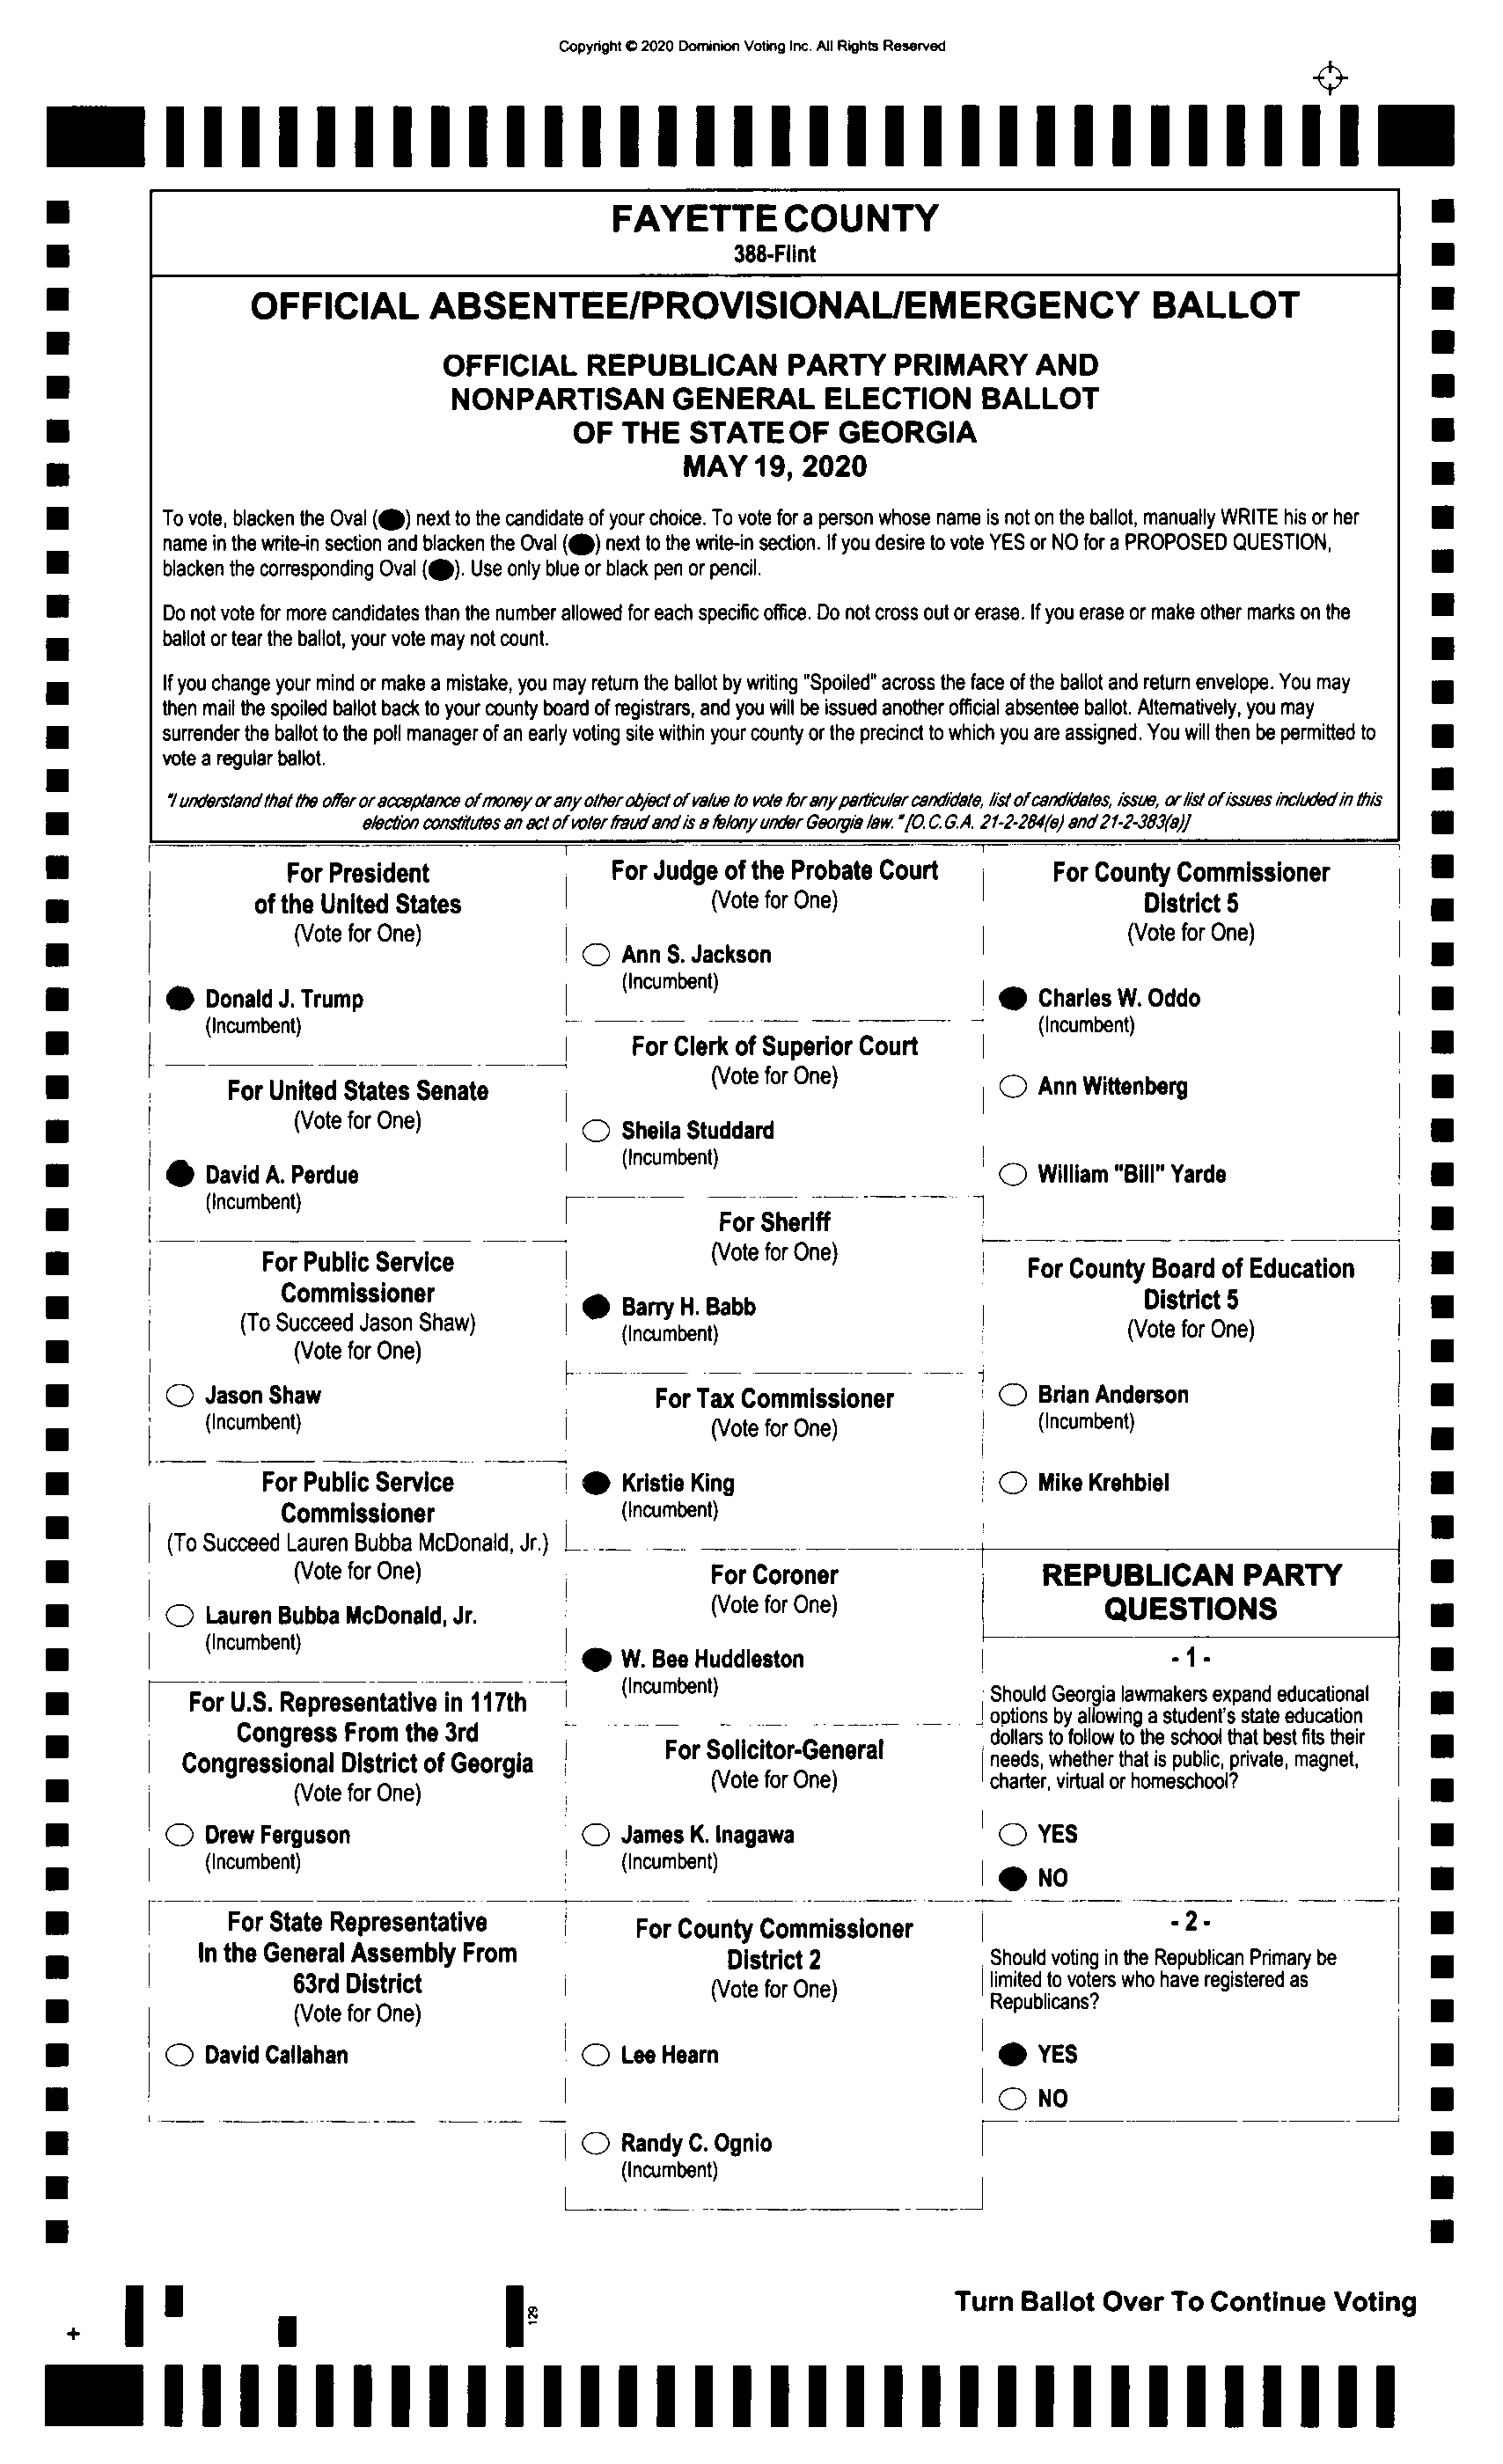 Copyright © 2020 Dominion Voting Inc. All Rights Reserved
FAYETTE COUNTY
388-Flint
OFFICIAL ABSENTEE/PROVISIONAL/EMERGENCY BALLOT
OFFICIAL REPUBLICAN PARTY PRIMARY AND
NONPARTISAN GENERAL ELECTION BALLOT
OF THE STATE OF GEORGIA
MAY 19, 2020
To vote, blacken the Oval (●) next to the candidate of your choice. To vote for a person whose name is not on the ballot, manually WRITE his or her
name in the write-in section and blacken the Oval (●) next to the write-in section. If you desire to vote YES or NO for a PROPOSED QUESTION,
blacken the corresponding Oval (●). Use only blue or black pen or pencil.
Do not vote for more candidates than the number allowed for each specific office. Do not cross out or erase. If you erase or make other marks on the
ballot or tear the ballot, your vote may not count.
If you change your mind or make a mistake, you may return the ballot by writing "Spoiled" across the face of the ballot and return envelope. You may
then mail the spoiled ballot back to your county board of registrars, and you will be issued another official absentee ballot. Alternatively, you may
surrender the ballot to the poll manager of an early voting site within your county or the precinct to which you are assigned. You will then be permitted to
vote a regular ballot.
"I understand that the offer or acceptance of money or any other object of value to vote for any particular candidate, list of candidates, issue, or list of issues included in this
election constitutes an act of voter fraud and is a felony under Georgia law." [O.C.G.A. 21-2-284(e) and 21-2-383(a)]
For President
of the United States
(Vote for One)
Donald J. Trump
(Incumbent)
For United States Senate
(Vote for One)
David A. Perdue
(Incumbent)
For Public Service
Commissioner
(To Succeed Jason Shaw)
(Vote for One)
Jason Shaw
(Incumbent)
For Public Service
Commissioner
(To Succeed Lauren Bubba McDonald, Jr.)
(Vote for One)
Lauren Bubba McDonald, Jr.
(Incumbent)
For U.S. Representative in 117th
Congress From the 3rd
Congressional District of Georgia
(Vote for One)
Drew Ferguson
(Incumbent)
For State Representative
In the General Assembly From
63rd District
(Vote for One)
David Callahan
For Judge of the Probate Court
(Vote for One)
Ann S. Jackson
(Incumbent)
For Clerk of Superior Court
(Vote for One)
Sheila Studdard
(Incumbent)
For Sheriff
(Vote for One)
Barry H. Babb
(Incumbent)
For Tax Commissioner
(Vote for One)
Kristie King
(Incumbent)
For Coroner
(Vote for One)
W. Bee Huddleston
(Incumbent)
For Solicitor-General
(Vote for One)
James K. Inagawa
(Incumbent)
For County Commissioner
District 2
(Vote for One)
Lee Hearn
Randy C. Ognio
(Incumbent)
For County Commissioner
District 5
(Vote for One)
Charles W. Oddo
(Incumbent)
Ann Wittenberg
William "Bill" Yarde
For County Board of Education
District 5
(Vote for One)
Brian Anderson
(Incumbent)
Mike Krehbiel
REPUBLICAN PARTY
QUESTIONS
- 1 -
Should Georgia lawmakers expand educational
options by allowing a student's state education
dollars to follow to the school that best fits their
needs, whether that is public, private, magnet,
charter, virtual or homeschool?
YES
NO
- 2 -
Should voting in the Republican Primary be
limited to voters who have registered as
Republicans?
YES
NO
129
Turn Ballot Over To Continue Voting